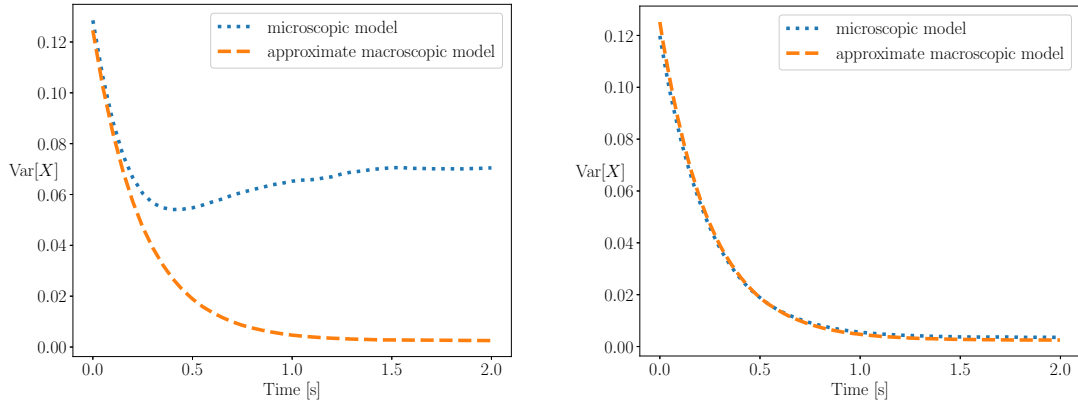 microscopic model
approximate macroscopic model
0.12
0.10
0.08
Var[X]
0.06
0.04
0.02
0.00
0.0 0.5 1.0 1.5 2.0
Time [s]
microscopic model
approximate macroscopic model
0.12
0.10
0.08
Var[X]
0.06
0.04
0.02
0.00
0.0 0.5 1.0 1.5 2.0
Time [s]